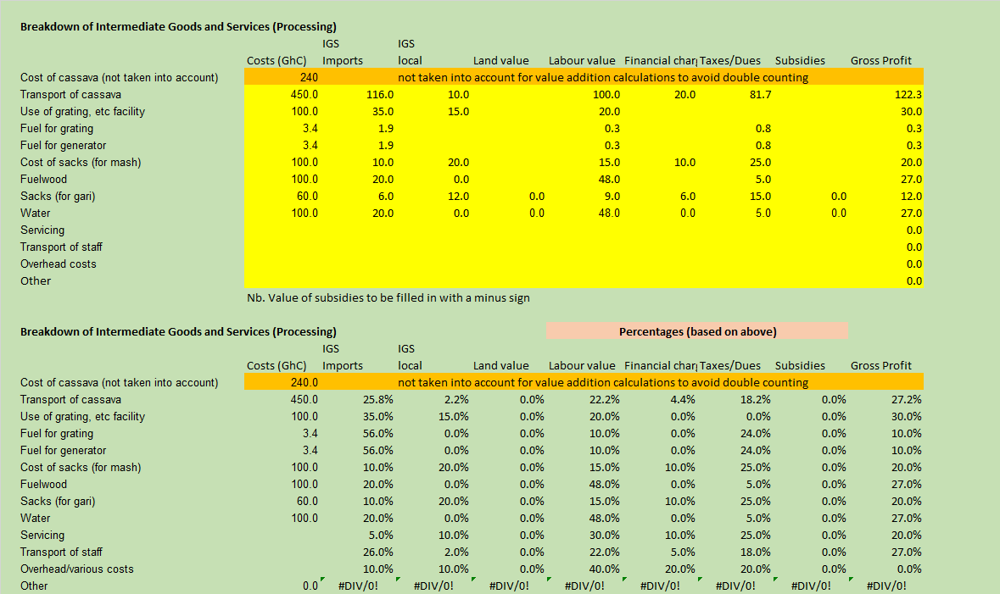 Breakdown of Intermediate Goods and Services (Processing)
IGS IGS
Costs (GhC) Imports local Land value Labour value Financial char Taxes/Dues Subsidies Gross Profit
Cost of cassava (not taken into account) 240 not taken into account for value addition calculations to avoid double counting
Transport of cassava 450.0 116.0 10.0 100.0 20.0 81.7 122.3
Use of grating, etc facility 100.0 35.0 15.0 20.0 30.0
Fuel for grating 3.4 1.9 0.3 0.8 0.3
Fuel for generator 3.4 1.9 0.3 0.8 0.3
Cost of sacks (for mash) 100.0 10.0 20.0 15.0 10.0 25.0 20.0
Fuelwood 100.0 20.0 0.0 48.0 5.0 27.0
Sacks (for gari) 60.0 6.0 12.0 0.0 9.0 6.0 15.0 0.0 12.0
Water 100.0 20.0 0.0 0.0 48.0 0.0 5.0 0.0 27.0
Servicing 0.0
Transport of staff 0.0
Overhead costs 0.0
Other 0.0
Nb. Value of subsidies to be filled in with a minus sign
Breakdown of Intermediate Goods and Services (Processing) Percentages (based on above)
IGS IGS
Costs (GhC) Imports local Land value Labour value Financial char Taxes/Dues Subsidies Gross Profit
Cost of cassava (not taken into account) 240.0 not taken into account for value addition calculations to avoid double counting
Transport of cassava 450.0 25.8% 2.2% 0.0% 22.2% 4.4% 18.2% 0.0% 27.2%
Use of grating, etc facility 100.0 35.0% 15.0% 0.0% 20.0% 0.0% 0.0% 0.0% 30.0%
Fuel for grating 3.4 56.0% 0.0% 0.0% 10.0% 0.0% 24.0% 0.0% 10.0%
Fuel for generator 3.4 56.0% 0.0% 0.0% 10.0% 0.0% 24.0% 0.0% 10.0%
Cost of sacks (for mash) 100.0 10.0% 20.0% 0.0% 15.0% 10.0% 25.0% 0.0% 20.0%
Fuelwood 100.0 20.0% 0.0% 0.0% 48.0% 0.0% 5.0% 0.0% 27.0%
Sacks (for gari) 60.0 10.0% 20.0% 0.0% 15.0% 10.0% 25.0% 0.0% 20.0%
Water 100.0 20.0% 0.0% 0.0% 48.0% 0.0% 5.0% 0.0% 27.0%
Servicing 5.0% 10.0% 0.0% 30.0% 10.0% 25.0% 0.0% 20.0%
Transport of staff 26.0% 2.0% 0.0% 22.0% 5.0% 18.0% 0.0% 27.0%
Overhead/various costs 10.0% 10.0% 0.0% 40.0% 20.0% 20.0% 0.0% 0.0%
Other 0.0 #DIV/0! #DIV/0! #DIV/0! #DIV/0! #DIV/0! #DIV/0! #DIV/0! #DIV/0!